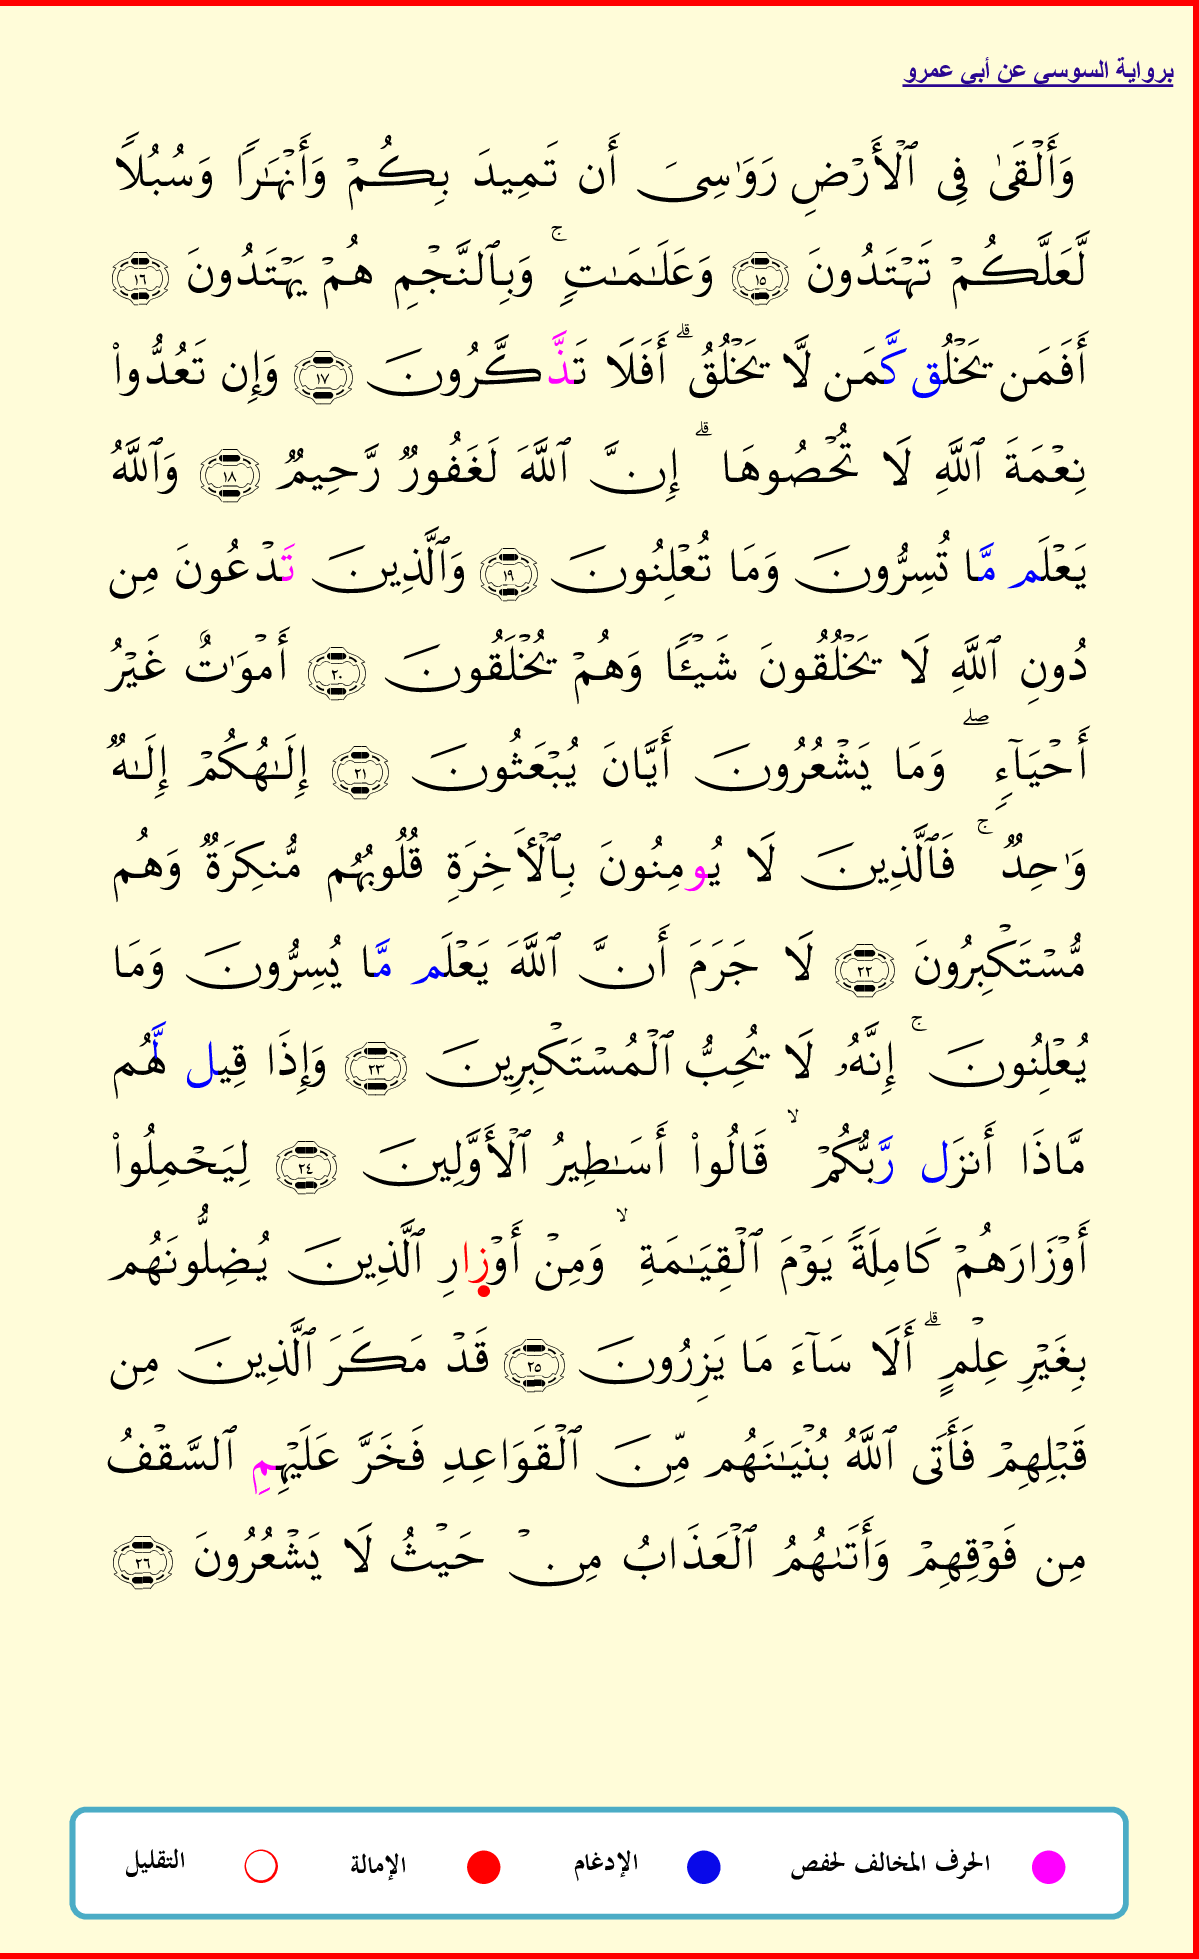 برواية السوسي عن أبي عمرو
وَأَلْقَىٰ فِي ٱلْأَرْضِ رَوَٰسِيَ أَن تَمِيدَ بِكُمْ وَأَنْهَـٰرًا وَسُبُلًا
لَّعَلَّكُمْ تَهْتَدُونَ ١٥ وَعَلَـٰمَـٰتٍ ۚ وَبِٱلنَّجْمِ هُمْ يَهْتَدُونَ ١٦
أَفَمَن يَخْلُق كَّمَن لَّا يَخْلُقُ ۗ أَفَلَا تَذَّكَّرُونَ ١٧ وَإِن تَعُدُّوا۟
نِعْمَةَ ٱللَّهِ لَا تُحْصُوهَا ۗ إِنَّ ٱللَّهَ لَغَفُورٌ رَّحِيمٌ ١٨ وَٱللَّهُ
يَعْلَم مَّا تُسِرُّونَ وَمَا تُعْلِنُونَ ١٩ وَٱلَّذِينَ تَدْعُونَ مِن
دُونِ ٱللَّهِ لَا يَخْلُقُونَ شَيْـًٔا وَهُمْ يُخْلَقُونَ ٢٠ أَمْوَٰتٌ غَيْرُ
أَحْيَآءٍ ۖ وَمَا يَشْعُرُونَ أَيَّانَ يُبْعَثُونَ ٢١ إِلَـٰهُكُمْ إِلَـٰهٌ
وَٰحِدٌ ۚ فَٱلَّذِينَ لَا يُومِنُونَ بِٱلْأَخِرَةِ قُلُوبُهُم مُّنكِرَةٌ وَهُم
مُّسْتَكْبِرُونَ ٢٢ لَا جَرَمَ أَنَّ ٱللَّهَ يَعْلَم مَّا يُسِرُّونَ وَمَا
يُعْلِنُونَ ۚ إِنَّهُۥ لَا يُحِبُّ ٱلْمُسْتَكْبِرِينَ ٢٣ وَإِذَا قِيل لَّهُم
مَّاذَا أَنزَل رَّبُّكُمْ ۙ قَالُوا۟ أَسَـٰطِيرُ ٱلْأَوَّلِينَ ٢٤ لِيَحْمِلُوا۟
أَوْزَارَهُمْ كَامِلَةً يَوْمَ ٱلْقِيَـٰمَةِ ۙ وَمِنْ أَوْزِارِ ٱلَّذِينَ يُضِلُّونَهُم
بِغَيْرِ عِلْمٍ ۗ أَلَا سَآءَ مَا يَزِرُونَ ٢٥ قَدْ مَكَرَ ٱلَّذِينَ مِن
قَبْلِهِمْ فَأَتَى ٱللَّهُ بُنْيَـٰنَهُم مِّنَ ٱلْقَوَاعِدِ فَخَرَّ عَلَيْهِمِ ٱلسَّقْفُ
مِن فَوْقِهِمْ وَأَتَىٰهُمُ ٱلْعَذَابُ مِنْ حَيْثُ لَا يَشْعُرُونَ ٢٦
الحرف المخالف لحفص الإدغام الإمالة التقليل